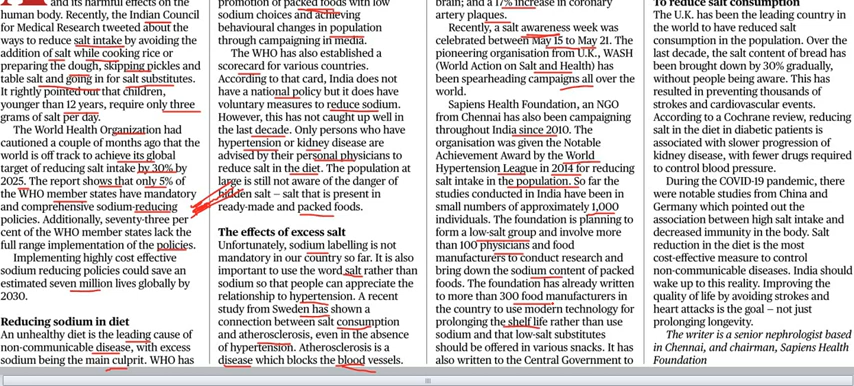 and its harmful effects on the
human body. Recently, the Indian Council
for Medical Research tweeted about the
ways to reduce salt intake by avoiding the
addition of salt while cooking rice or
preparing the dough, skipping pickles and
table salt and going in for salt substitutes.
It rightly pointed out that children,
younger than 12 years, require only three
grams of salt per day.
The World Health Organization had
cautioned a couple of months ago that the
world is off track to achieve its global
target of reducing salt intake by 30% by
2025. The report shows that only 5% of
the WHO member states have mandatory
and comprehensive sodium reducing
policies. Additionally, seventy-three per
cent of the WHO member states lack the
full range implementation of the policies.
Implementing highly cost effective
sodium reducing policies could save an
estimated seven million lives globally by
2030.
Reducing sodium in diet
An unhealthy diet is the leading cause of
non-communicable disease, with excess
sodium being the main culprit. WHO has
promotion of packed foods with low
sodium choices and achieving
behavioural changes in population
through campaigning in media.
The WHO has also established a
scorecard for various countries.
According to that card, India does not
have a national policy but it does have
voluntary measures to reduce sodium.
However, this has not caught up well in
the last decade. Only persons who have
hypertension or kidney disease are
advised by their personal physicians to
reduce salt in the diet. The population at
large is still not aware of the danger of
hidden salt – salt that is present in
ready-made and packed foods.
The effects of excess salt
Unfortunately, sodium labelling is not
mandatory in our country so far. It is also
important to use the word salt rather than
sodium so that people can appreciate the
relationship to hypertension. A recent
study from Sweden has shown a
connection between salt consumption
and atherosclerosis, even in the absence
of hypertension. Atherosclerosis is a
disease which blocks the blood vessels.
brain; and a 17% increase in coronary
artery plaques.
Recently, a salt awareness week was
celebrated between May 15 to May 21. The
pioneering organisation from U.K., WASH
(World Action on Salt and Health) has
been spearheading campaigns all over the
world.
Sapiens Health Foundation, an NGO
from Chennai has also been campaigning
throughout India since 2010. The
organisation was given the Notable
Achievement Award by the World
Hypertension League in 2014 for reducing
salt intake in the population. So far the
studies conducted in India have been in
small numbers of approximately 1,000
individuals. The foundation is planning to
form a low-salt group and involve more
than 100 physicians and food
manufacturers to conduct research and
bring down the sodium content of packed
foods. The foundation has already written
to more than 300 food manufacturers in
the country to use modern technology for
prolonging the shelf life rather than use
sodium and that low-salt substitutes
should be offered in various snacks. It has
also written to the Central Government to
To reduce salt consumption
The U.K. has been the leading country in
the world to have reduced salt
consumption in the population. Over the
last decade, the salt content of bread has
been brought down by 30% gradually,
without people being aware. This has
resulted in preventing thousands of
strokes and cardiovascular events.
According to a Cochrane review, reducing
salt in the diet in diabetic patients is
associated with slower progression of
kidney disease, with fewer drugs required
to control blood pressure.
During the COVID-19 pandemic, there
were notable studies from China and
Germany which pointed out the
association between high salt intake and
decreased immunity in the body. Salt
reduction in the diet is the most
cost-effective measure to control
non-communicable diseases. India should
wake up to this reality. Improving the
quality of life by avoiding strokes and
heart attacks is the goal – not just
prolonging longevity.
The writer is a senior nephrologist based
in Chennai, and chairman, Sapiens Health
Foundation